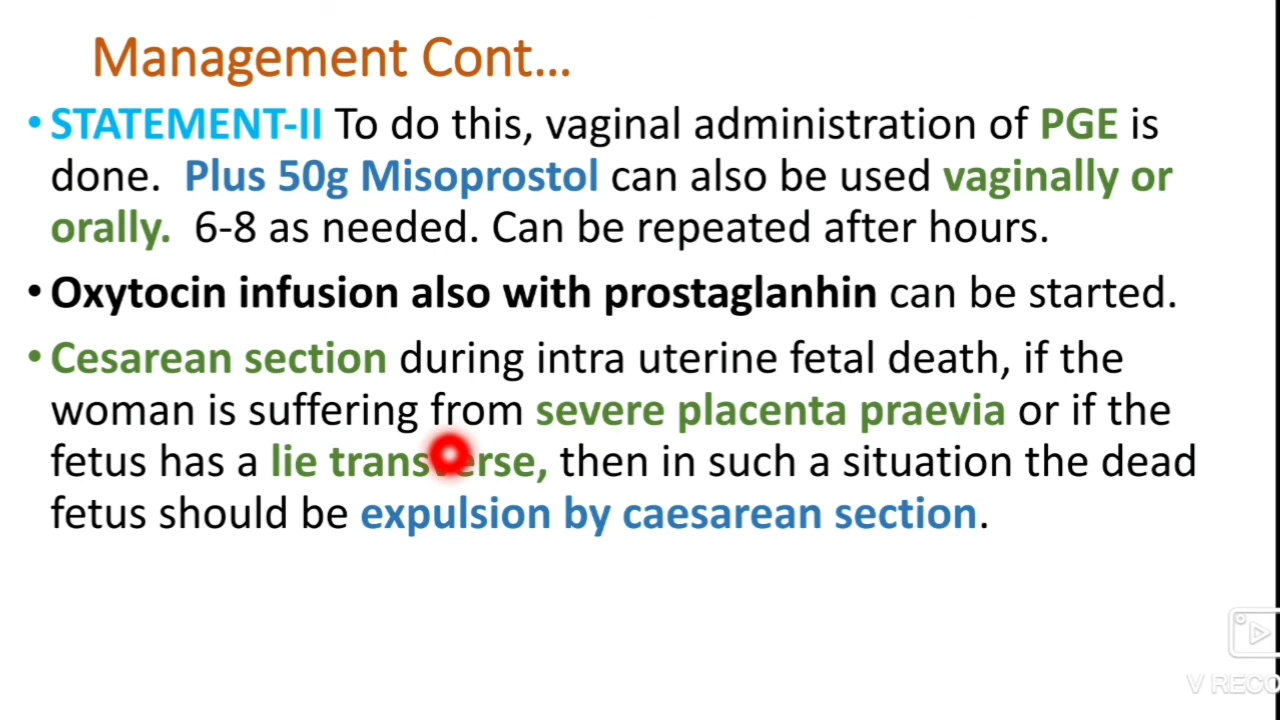 Management Cont...
• STATEMENT-II To do this, vaginal administration of PGE is
done. Plus 50g Misoprostol can also be used vaginally or
orally. 6-8 as needed. Can be repeated after hours.
• Oxytocin infusion also with prostaglanhin can be started.
• Cesarean section during intra uterine fetal death, if the
woman is suffering from severe placenta praevia or if the
fetus has a lie transverse, then in such a situation the dead
fetus should be expulsion by caesarean section.
V RECO